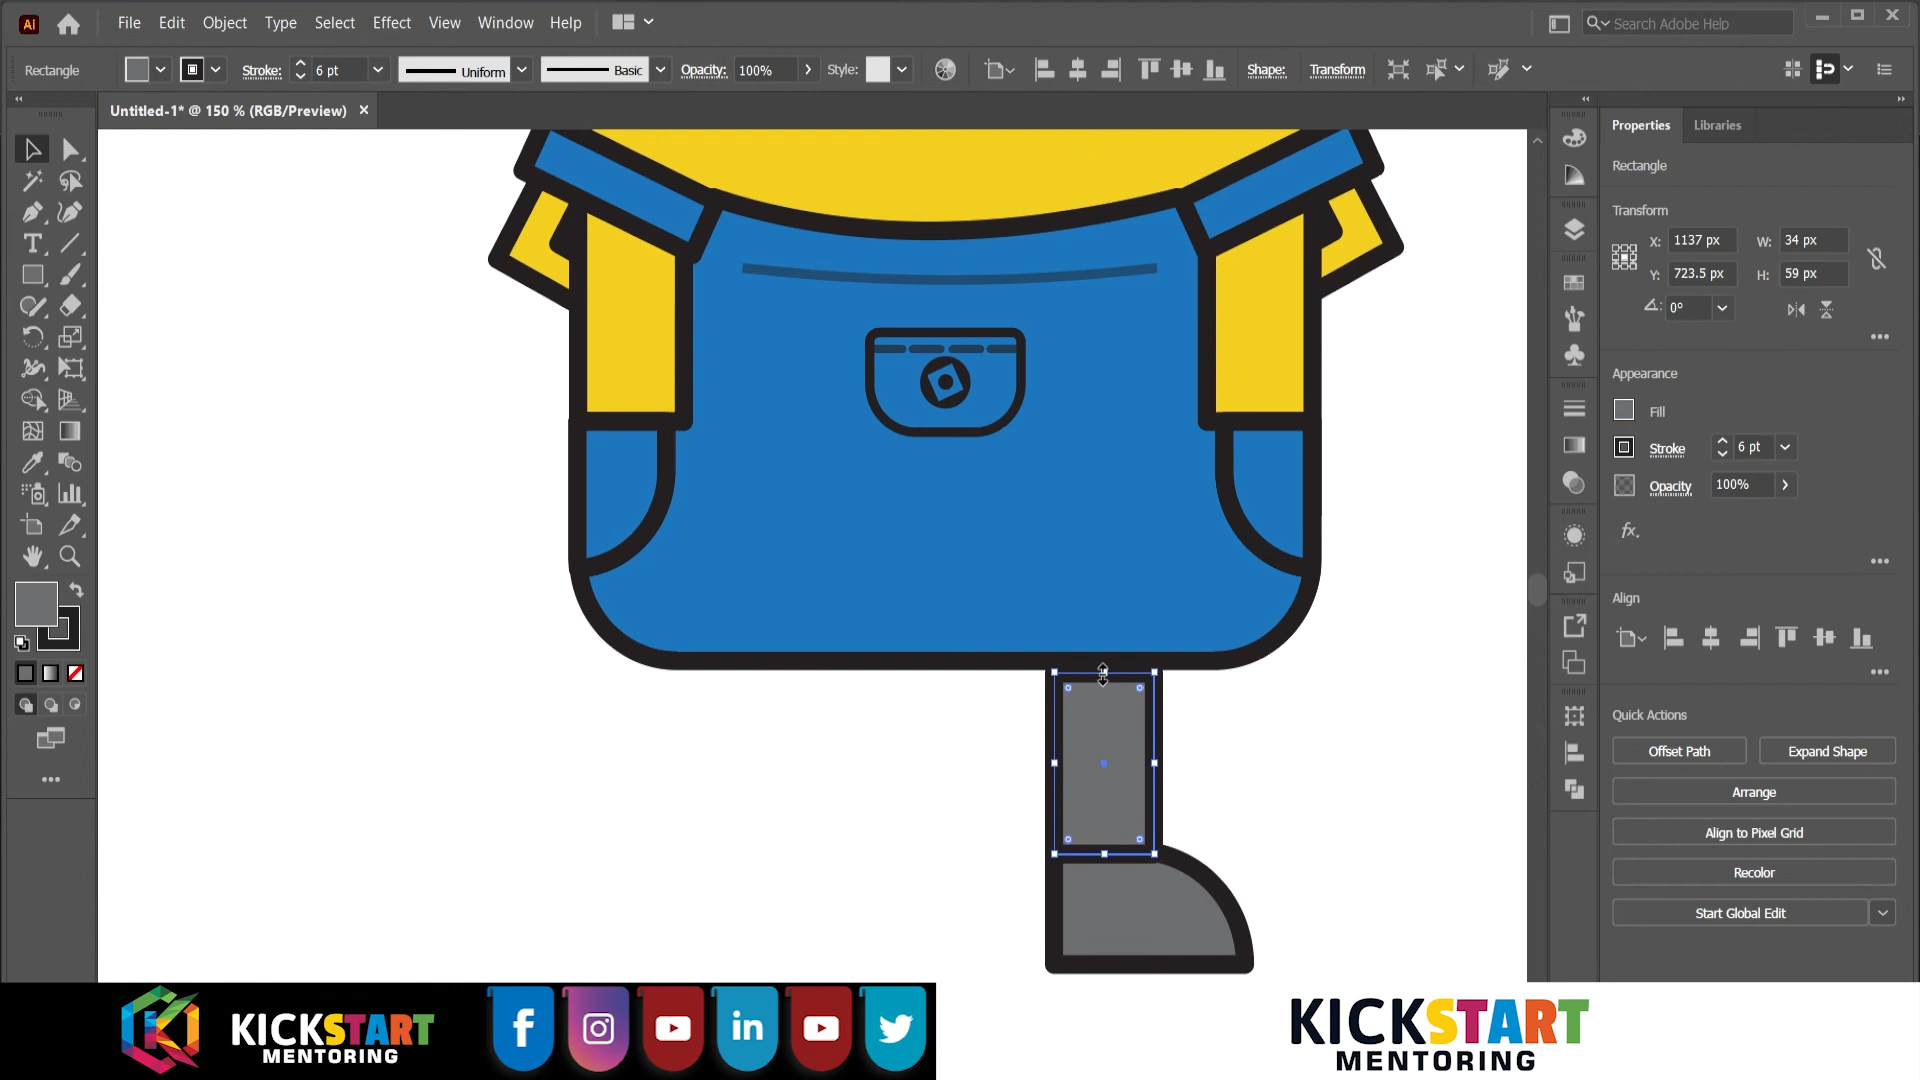 Ai File Edit Object Type Select Effect View Window Help Search Adobe Help
Rectangle Stroke: 6 pt Uniform Basic Opacity: 100% Style: Shape: Transform
Untitled-1* @ 150 % (RGB/Preview) ×
Properties Libraries
Rectangle
Transform
X: 1137 px W: 34 px
Y: 723.5 px H: 59 px
0°
Appearance
Fill
Stroke 6 pt
Opacity 100%
fx.
Align
Quick Actions
Offset Path Expand Shape
Arrange
Align to Pixel Grid
Recolor
Start Global Edit
KICKSTART
MENTORING
KICKSTART
MENTORING